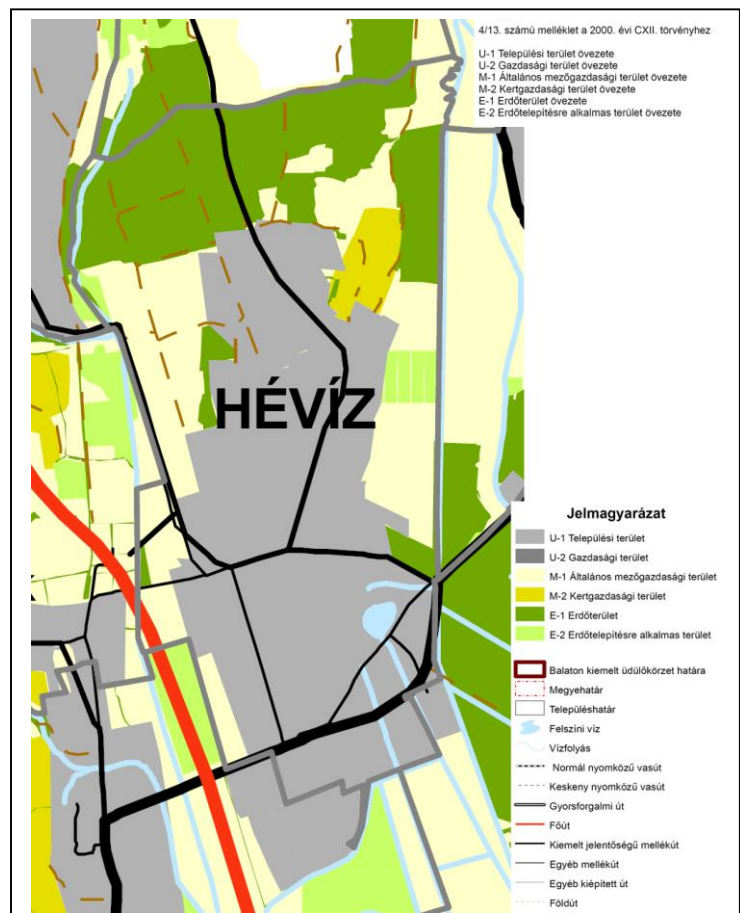 4/13. számú melléklet a 2000. évi CXII. törvényhez
U-1 Települési terület övezete
U-2 Gazdasági terület övezete
M-1 Általános mezőgazdasági terület övezete
M-2 Kertgazdasági terület övezete
E-1 Erdőterület övezete
E-2 Erdőtelepítésre alkalmas terület övezete
HÉVÍZ
Jelmagyarázat
U-1 Települési terület
U-2 Gazdasági terület
M-1 Általános mezőgazdasági terület
M-2 Kertgazdasági terület
E-1 Erdőterület
E-2 Erdőtelepítésre alkalmas terület
Balaton kiemelt üdülőkörzet határa
Megyehatár
Településhatár
Felszíni víz
Vízfolyás
Normál nyomközű vasút
Keskeny nyomközű vasút
Gyorsforgalmi út
Főút
Kiemelt jelentőségű mellékút
Egyéb mellékút
Egyéb kiépített út
Földút